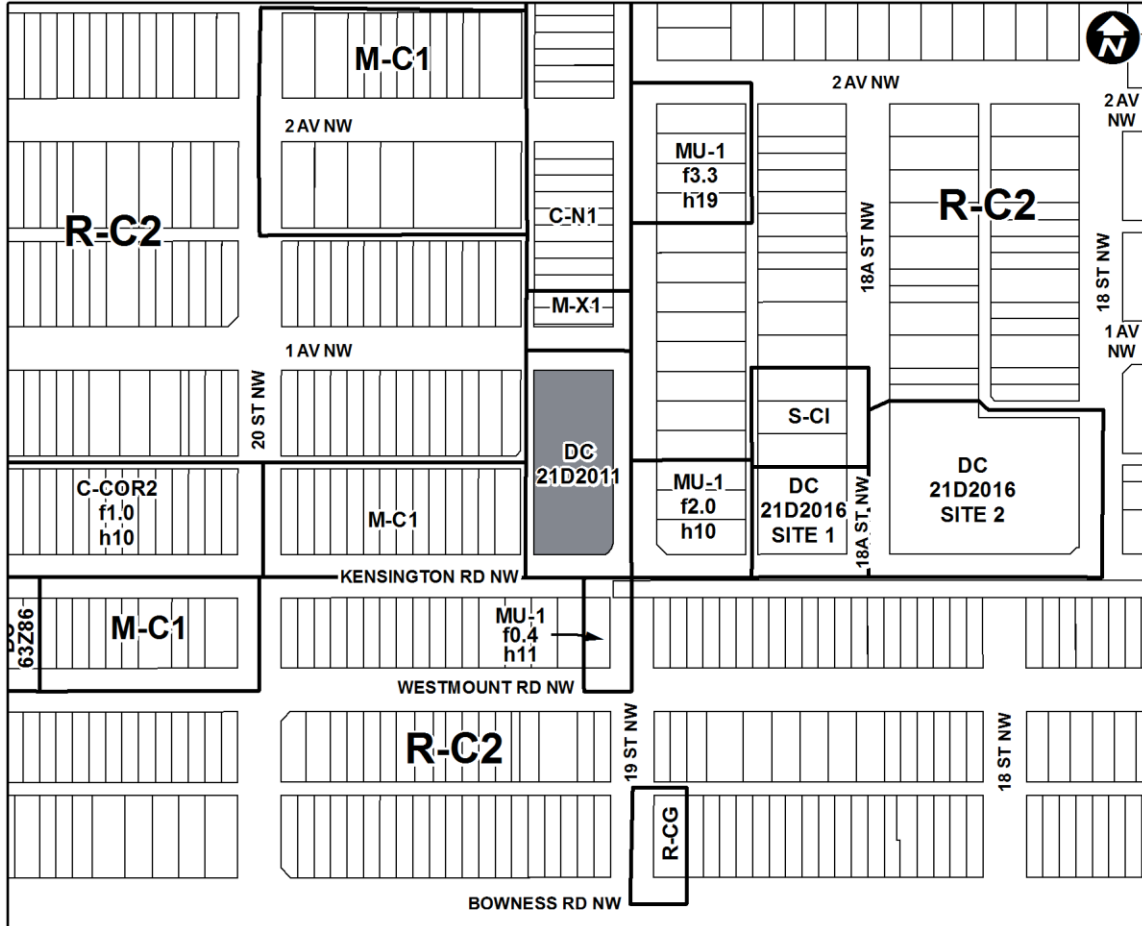 M-C1
N
2 AV NW
2 AV
NW
2 AV NW
MU-1
f3.3
h19
R-C2
C-N1
R-C2
18A ST NW
18 ST NW
M-X1
1 AV NW
1 AV
NW
20 ST NW
S-CI
DC
21D2011
C-COR2
f1.0
h10
M-C1
MU-1
f2.0
h10
DC
21D2016
SITE 1
18A ST NW
DC
21D2016
SITE 2
KENSINGTON RD NW
63Z86
M-C1
MU-1
f0.4
h11
WESTMOUNT RD NW
R-C2
19 ST NW
18 ST NW
R-CG
BOWNESS RD NW